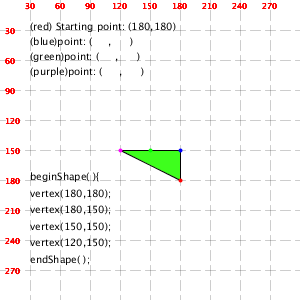 30 60 90 120 150 180 210 240 270
30
(red) Starting point: (180,180)
(blue)point: (    ,    )
(green)point: (    ,    )
60
(purple)point: (    ,    )
90
120
150
180
beginShape(){
vertex(180,180);
vertex(180,150);
210
vertex(150,150);
240
vertex(120,150);
endShape();
270